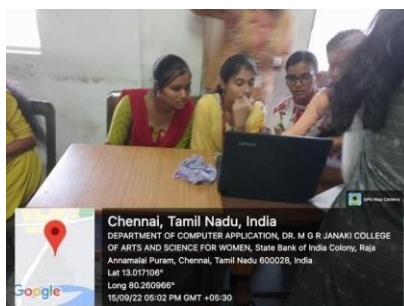 Lenovo
GPS Map Camera
Chennai, Tamil Nadu, India
DEPARTMENT OF COMPUTER APPLICATION, DR. M G R JANAKI COLLEGE
OF ARTS AND SCIENCE FOR WOMEN, State Bank of India Colony, Raja
Annamalai Puram, Chennai, Tamil Nadu 600028, India
Lat 13.017106°
Long 80.260966°
15/09/22 05:02 PM GMT +05:30
Google